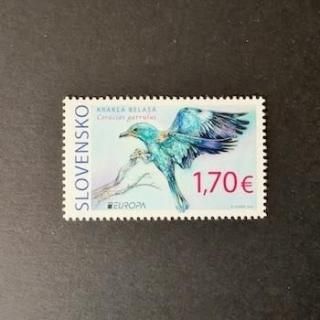 SLOVENSKO
KRAKĽA BELASÁ
Coracias garrulus
1,70 €
EUROPA